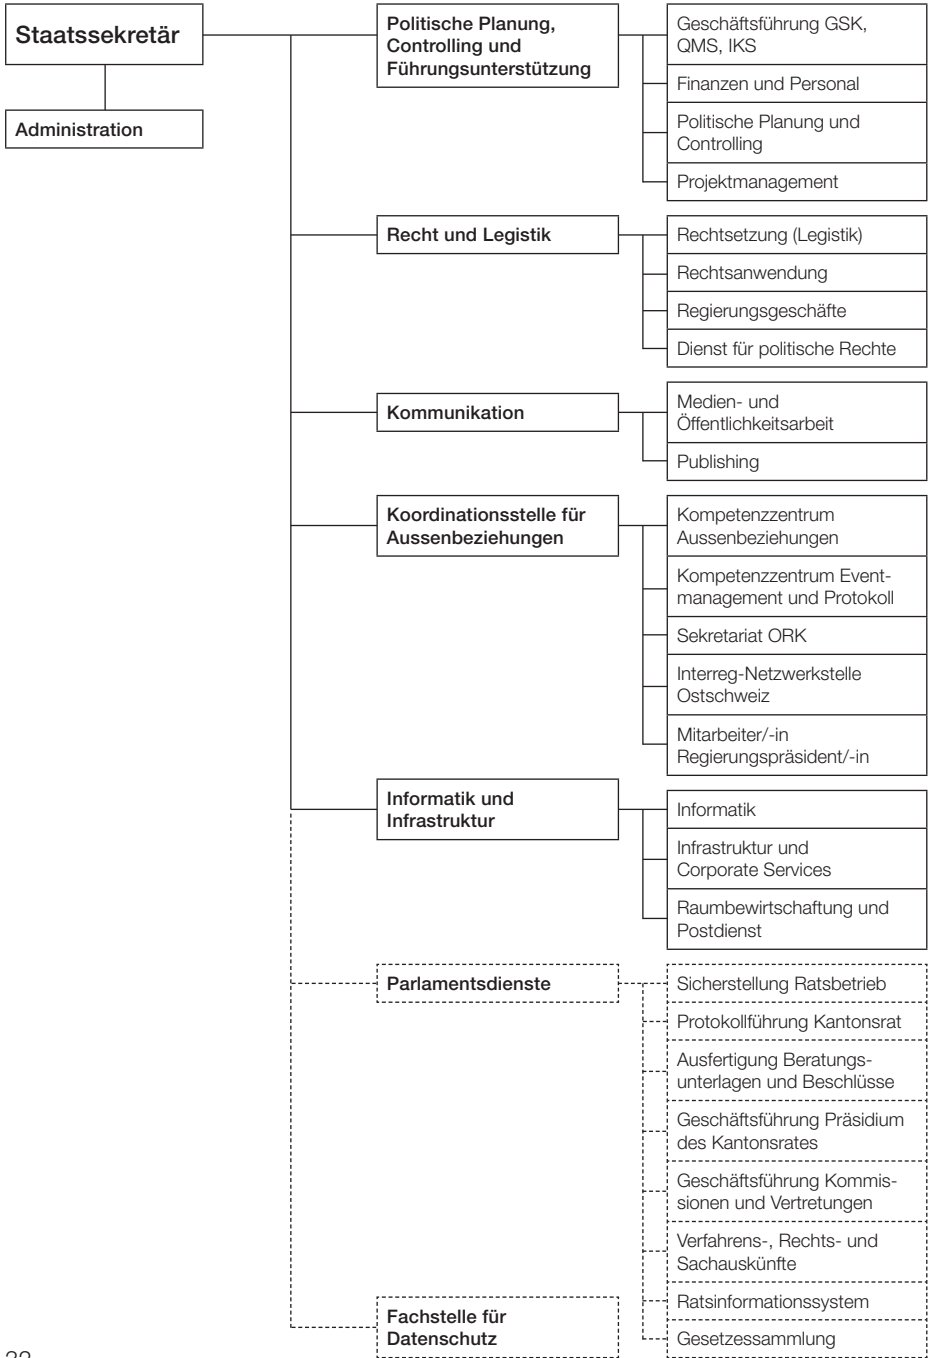 Staatssekretär
Administration
Politische Planung,
Controlling und
Führungsunterstützung
Geschäftsführung GSK,
QMS, IKS
Finanzen und Personal
Politische Planung und
Controlling
Projektmanagement
Recht und Legistik
Rechtsetzung (Legistik)
Rechtsanwendung
Regierungsgeschäfte
Dienst für politische Rechte
Kommunikation
Medien- und
Öffentlichkeitsarbeit
Publishing
Koordinationsstelle für
Aussenbeziehungen
Kompetenzzentrum
Aussenbeziehungen
Kompetenzzentrum Event-
management und Protokoll
Sekretariat ORK
Interreg-Netzwerkstelle
Ostschweiz
Mitarbeiter/-in
Regierungspräsident/-in
Informatik und
Infrastruktur
Informatik
Infrastruktur und
Corporate Services
Raumbewirtschaftung und
Postdienst
Parlamentsdienste
Sicherstellung Ratsbetrieb
Protokollführung Kantonsrat
Ausfertigung Beratungs-
unterlagen und Beschlüsse
Geschäftsführung Präsidium
des Kantonsrates
Geschäftsführung Kommis-
sionen und Vertretungen
Verfahrens-, Rechts- und
Sachauskünfte
Ratsinformationssystem
Gesetzessammlung
Fachstelle für
Datenschutz